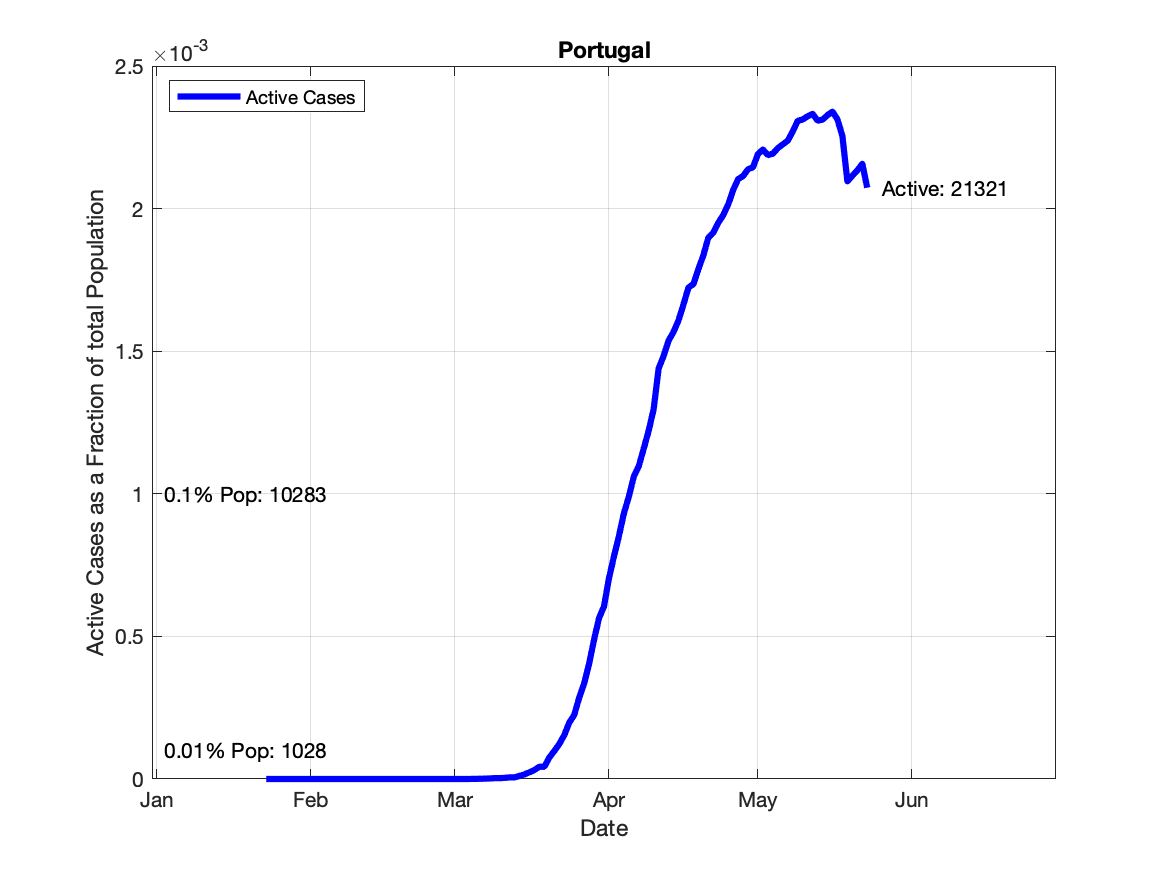 Portugal
×10-3
2.5
Active Cases
Active: 21321
2
1.5
0.1% Pop: 10283
1
0.5
0.01% Pop: 1028
0
Active Cases as a Fraction of total Population
Jan Feb Mar Apr May Jun
Date